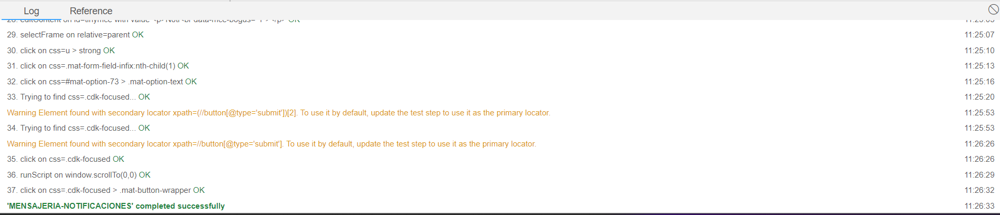 Log Reference
29. selectFrame on relative=parent OK 11:25:07
30. click on css=u > strong OK 11:25:10
31. click on css=.mat-form-field-infix:nth-child(1) OK 11:25:13
32. click on css=#mat-option-73 > .mat-option-text OK 11:25:16
33. Trying to find css=.cdk-focused... OK 11:25:20
Warning Element found with secondary locator xpath=(//button[@type='submit'])[2]. To use it by default, update the test step to use it as the primary locator. 11:25:53
34. Trying to find css=.cdk-focused... OK 11:25:53
Warning Element found with secondary locator xpath=//button[@type='submit']. To use it by default, update the test step to use it as the primary locator. 11:26:26
35. click on css=.cdk-focused OK 11:26:26
36. runScript on window.scrollTo(0,0) OK 11:26:29
37. click on css=.cdk-focused > .mat-button-wrapper OK 11:26:32
'MENSAJERIA-NOTIFICACIONES' completed successfully 11:26:33